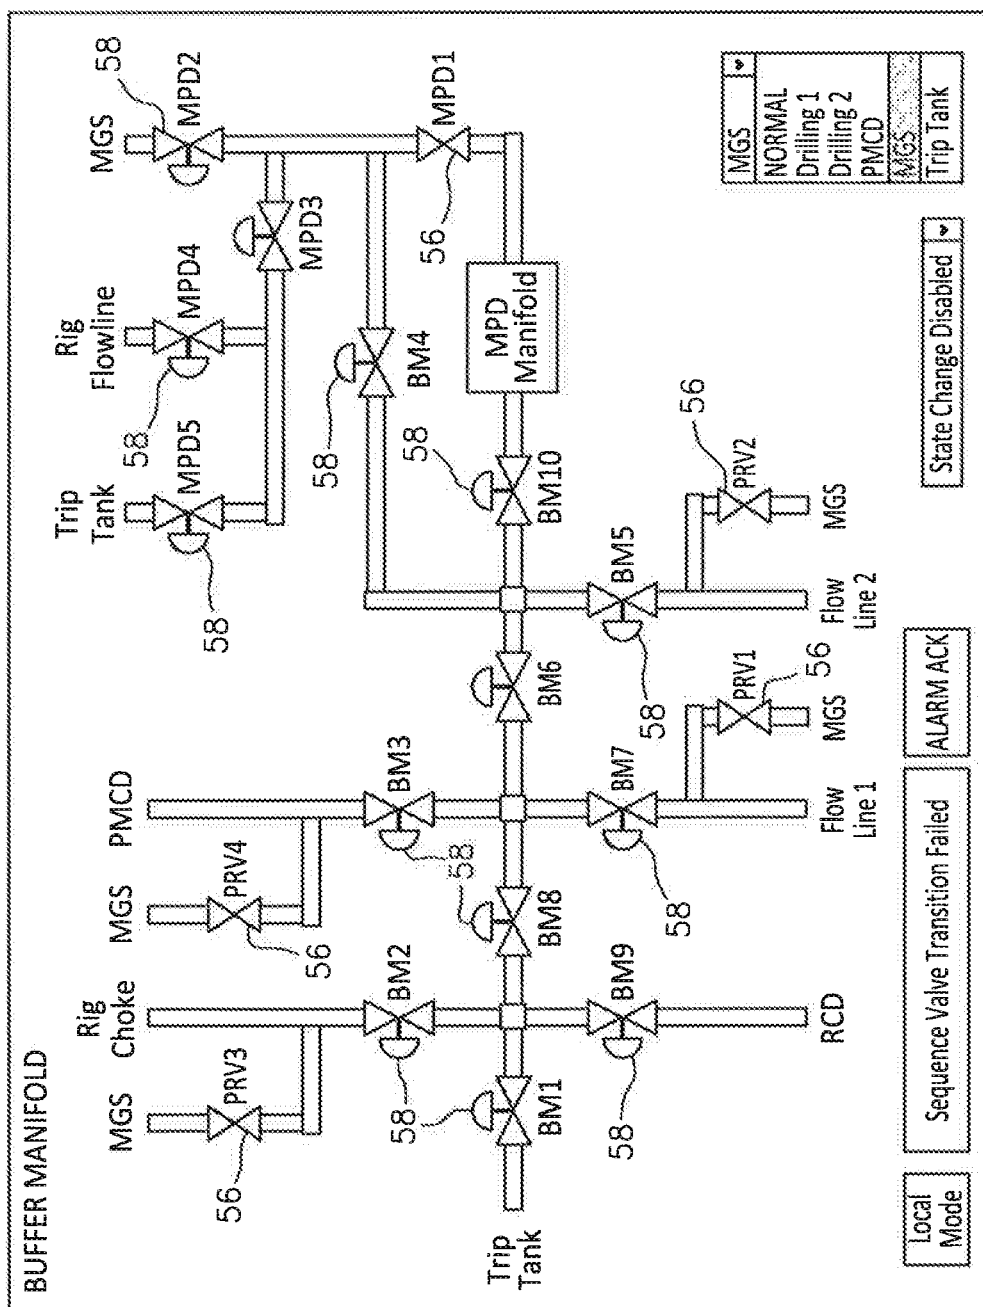 BUFFER MANIFOLD
MGS
Rig
Choke
MGS
PMCD
Trip
Tank
Rig
Flowline
MGS
58
PRV3
56
PRV4
56
MPD5
58
MPD4
58
MPD2
MPD3
58
BM2
58
BM3
58
58
BM4
MPD1
56
Trip
Tank
58
BM1
BM8
BM6
58
BM10
MPD
Manifold
58
BM9
58
BM7
58
BM5
PRV1
56
PRV2
56
RCD
Flow
Line 1
MGS
Flow
Line 2
MGS
Local
Mode
Sequence Valve Transition Failed
ALARM ACK
State Change Disabled
MGS
NORMAL
Drilling 1
Drilling 2
PMCD
MGS
Trip Tank